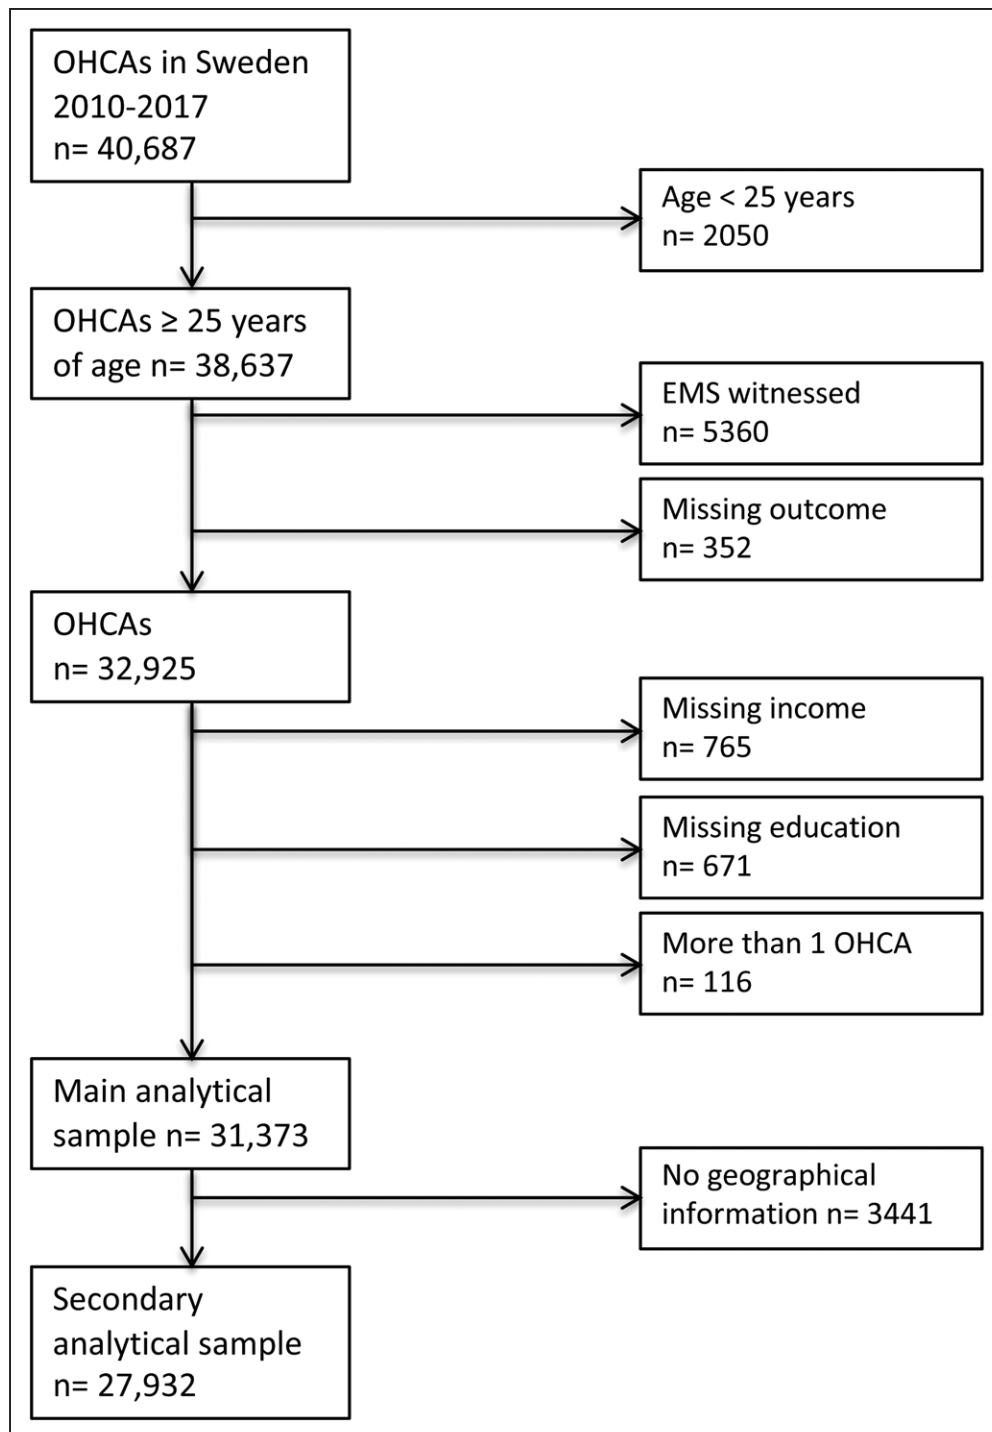 OHCAs in Sweden
2010-2017
n= 40,687
Age < 25 years
n= 2050
OHCAs ≥ 25 years
of age n= 38,637
EMS witnessed
n= 5360
Missing outcome
n= 352
OHCAs
n= 32,925
Missing income
n= 765
Missing education
n= 671
More than 1 OHCA
n= 116
Main analytical
sample n= 31,373
No geographical
information n= 3441
Secondary
analytical sample
n= 27,932